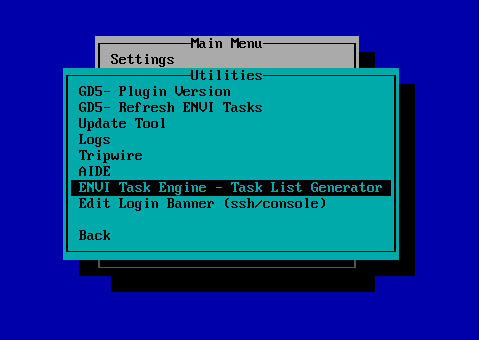 Main Menu
Settings
Utilities
GD5- Plugin Version
GD5- Refresh ENVI Tasks
Update Tool
Logs
Tripwire
AIDE
ENVI Task Engine - Task List Generator
Edit Login Banner (ssh/console)
Back